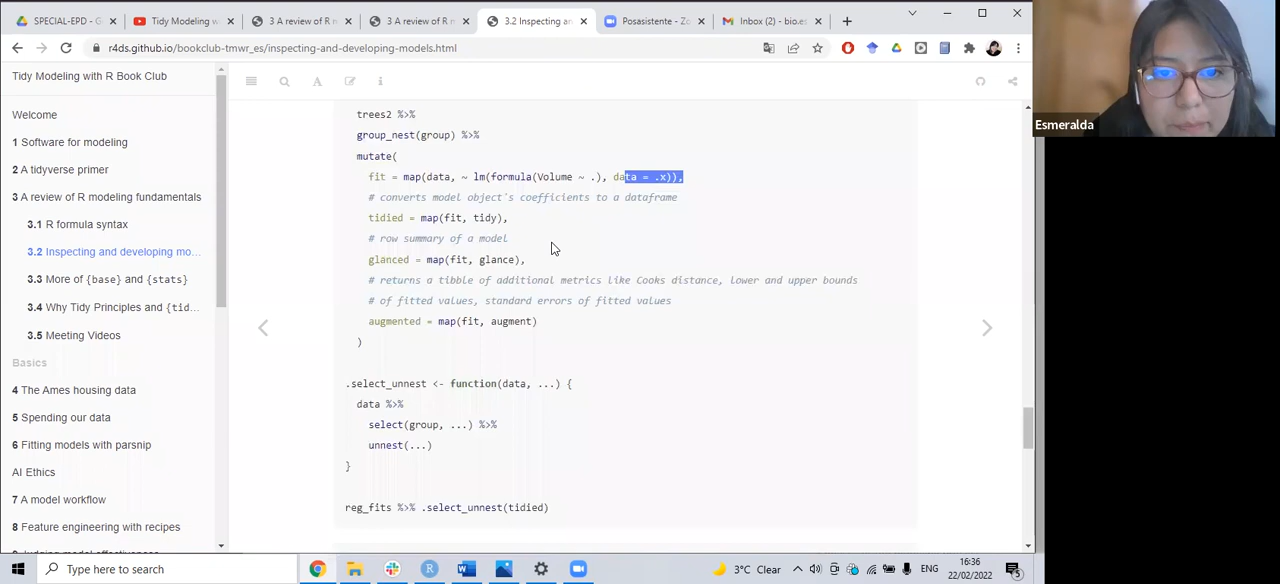 SPECIAL-EPD - G
Tidy Modeling w
3 A review of R m
3 A review of R m
3.2 Inspecting an
Posasistente - Zo
Inbox (2) - bio.es
r4ds.github.io/bookclub-tmwr_es/inspecting-and-developing-models.html
Tidy Modeling with R Book Club
Welcome
1 Software for modeling
2 A tidyverse primer
3 A review of R modeling fundamentals
3.1 R formula syntax
3.2 Inspecting and developing mo...
3.3 More of {base} and {stats}
3.4 Why Tidy Principles and {tid...
3.5 Meeting Videos
Basics
4 The Ames housing data
5 Spending our data
6 Fitting models with parsnip
AI Ethics
7 A model workflow
8 Feature engineering with recipes
9 Judging model effectiveness
trees2 %>%
group_nest(group) %>%
mutate(
fit = map(data, ~ lm(formula(Volume ~ .), data = .x)),
# converts model object's coefficients to a dataframe
tidied = map(fit, tidy),
# row summary of a model
glanced = map(fit, glance),
# returns a tibble of additional metrics like Cooks distance, lower and upper bounds
# of fitted values, standard errors of fitted values
augmented = map(fit, augment)
)
.select_unnest <- function(data, ...) {
data %>%
select(group, ...) %>%
unnest(...)
}
reg_fits %>% .select_unnest(tidied)
Esmeralda
Type here to search
3°C Clear
ENG
16:36
22/02/2022
5